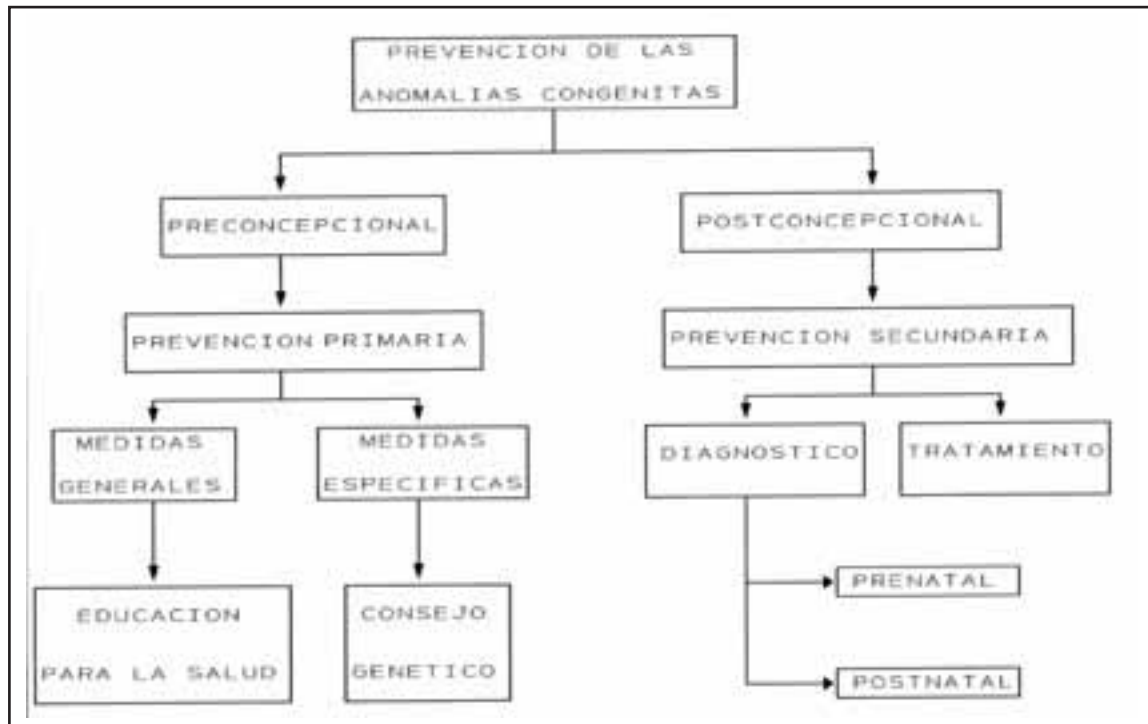 PREVENCION DE LAS
ANOMALIAS CONGENITAS
PRECONCEPCIONAL
POSTCONCEPCIONAL
PREVENCION PRIMARIA
PREVENCION SECUNDARIA
MEDIDAS
GENERALES
MEDIDAS
ESPECIFICAS
DIAGNOSTICO
TRATAMIENTO
EDUCACION
PARA LA SALUD
CONSEJO
GENETICO
PRENATAL
POSTNATAL